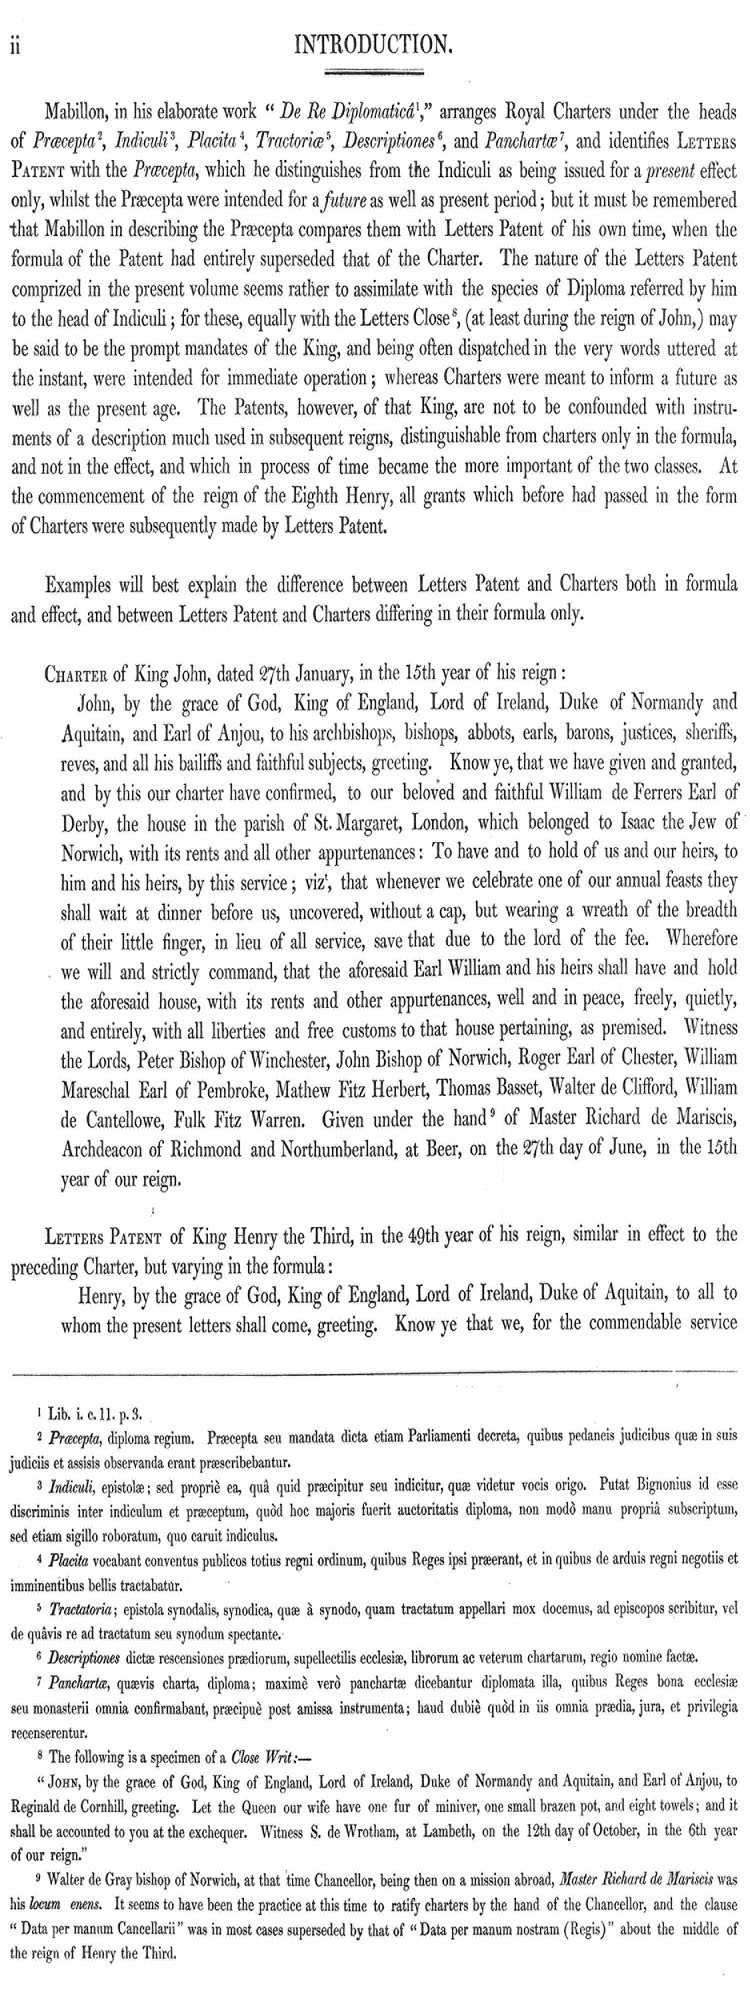 ii
INTRODUCTION.
Mabillon, in his elaborate work “ De Re Diplomaticâ¹,” arranges Royal Charters under the heads
of Præcepta², Indiculi³, Placita⁴, Tractoriæ⁵, Descriptiones⁶, and Panchartæ⁷, and identifies LETTERS
PATENT with the Præcepta, which he distinguishes from the Indiculi as being issued for a present effect
only, whilst the Præcepta were intended for a future as well as present period ; but it must be remembered
that Mabillon in describing the Præcepta compares them with Letters Patent of his own time, when the
formula of the Patent had entirely superseded that of the Charter. The nature of the Letters Patent
comprized in the present volume seems rather to assimilate with the species of Diploma referred by him
to the head of Indiculi ; for these, equally with the Letters Close⁸, (at least during the reign of John,) may
be said to be the prompt mandates of the King, and being often dispatched in the very words uttered at
the instant, were intended for immediate operation ; whereas Charters were meant to inform a future as
well as the present age. The Patents, however, of that King, are not to be confounded with instru-
ments of a description much used in subsequent reigns, distinguishable from charters only in the formula,
and not in the effect, and which in process of time became the more important of the two classes. At
the commencement of the reign of the Eighth Henry, all grants which before had passed in the form
of Charters were subsequently made by Letters Patent.
Examples will best explain the difference between Letters Patent and Charters both in formula
and effect, and between Letters Patent and Charters differing in their formula only.
CHARTER of King John, dated 27th January, in the 15th year of his reign :
John, by the grace of God, King of England, Lord of Ireland, Duke of Normandy and
Aquitain, and Earl of Anjou, to his archbishops, bishops, abbots, earls, barons, justices, sheriffs,
reves, and all his bailiffs and faithful subjects, greeting. Know ye, that we have given and granted,
and by this our charter have confirmed, to our beloved and faithful William de Ferrers Earl of
Derby, the house in the parish of St. Margaret, London, which belonged to Isaac the Jew of
Norwich, with its rents and all other appurtenances : To have and to hold of us and our heirs, to
him and his heirs, by this service ; vizᵗ, that whenever we celebrate one of our annual feasts they
shall wait at dinner before us, uncovered, without a cap, but wearing a wreath of the breadth
of their little finger, in lieu of all service, save that due to the lord of the fee. Wherefore
we will and strictly command, that the aforesaid Earl William and his heirs shall have and hold
the aforesaid house, with its rents and other appurtenances, well and in peace, freely, quietly,
and entirely, with all liberties and free customs to that house pertaining, as premised. Witness
the Lords, Peter Bishop of Winchester, John Bishop of Norwich, Roger Earl of Chester, William
Mareschal Earl of Pembroke, Mathew Fitz Herbert, Thomas Basset, Walter de Clifford, William
de Cantellowe, Fulk Fitz Warren. Given under the hand⁹ of Master Richard de Mariscis,
Archdeacon of Richmond and Northumberland, at Beer, on the 27th day of June, in the 15th
year of our reign.
LETTERS PATENT of King Henry the Third, in the 49th year of his reign, similar in effect to the
preceding Charter, but varying in the formula :
Henry, by the grace of God, King of England, Lord of Ireland, Duke of Aquitain, to all to
whom the present letters shall come, greeting. Know ye that we, for the commendable service
¹ Lib. i. c. 11. p. 3.
² Præcepta, diploma regium. Præcepta seu mandata dicta etiam Parliamenti decreta, quibus pedaneis judicibus quæ in suis
judiciis et assisis observanda erant præscribebantur.
³ Indiculi, epistolæ ; sed propriè ea, quâ quid præcipitur seu indicitur, quæ videtur vocis origo. Putat Bignonius id esse
discriminis inter indiculum et præceptum, quòd hoc majoris fuerit auctoritatis diploma, non modò manu propriâ subscriptum,
sed etiam sigillo roboratum, quo caruit indiculus.
⁴ Placita vocabant conventus publicos totius regni ordinum, quibus Reges ipsi præerant, et in quibus de arduis regni negotiis et
imminentibus bellis tractabatur.
⁵ Tractatoria ; epistola synodalis, synodica, quæ à synodo, quam tractatum appellari mox docemus, ad episcopos scribitur, vel
de quâvis re ad tractatum seu synodum spectante.
⁶ Descriptiones dictæ rescensiones prædiorum, supellectilis ecclesiæ, librorum ac veterum chartarum, regio nomine factæ.
⁷ Panchartæ, quævis charta, diploma ; maximè verò panchartæ dicebantur diplomata illa, quibus Reges bona ecclesiæ
seu monasterii omnia confirmabant, præcipuè post amissa instrumenta ; haud dubiè quòd in iis omnia prædia, jura, et privilegia
recenserentur.
⁸ The following is a specimen of a Close Writ:—
“ JOHN, by the grace of God, King of England, Lord of Ireland, Duke of Normandy and Aquitain, and Earl of Anjou, to
Reginald de Cornhill, greeting. Let the Queen our wife have one fur of miniver, one small brazen pot, and eight towels ; and it
shall be accounted to you at the exchequer. Witness S. de Wrotham, at Lambeth, on the 12th day of October, in the 6th year
of our reign.”
⁹ Walter de Gray bishop of Norwich, at that time Chancellor, being then on a mission abroad, Master Richard de Mariscis was
his locum enens. It seems to have been the practice at this time to ratify charters by the hand of the Chancellor, and the clause
“ Data per manum Cancellarii ” was in most cases superseded by that of “ Data per manum nostram (Regis) ” about the middle of
the reign of Henry the Third.